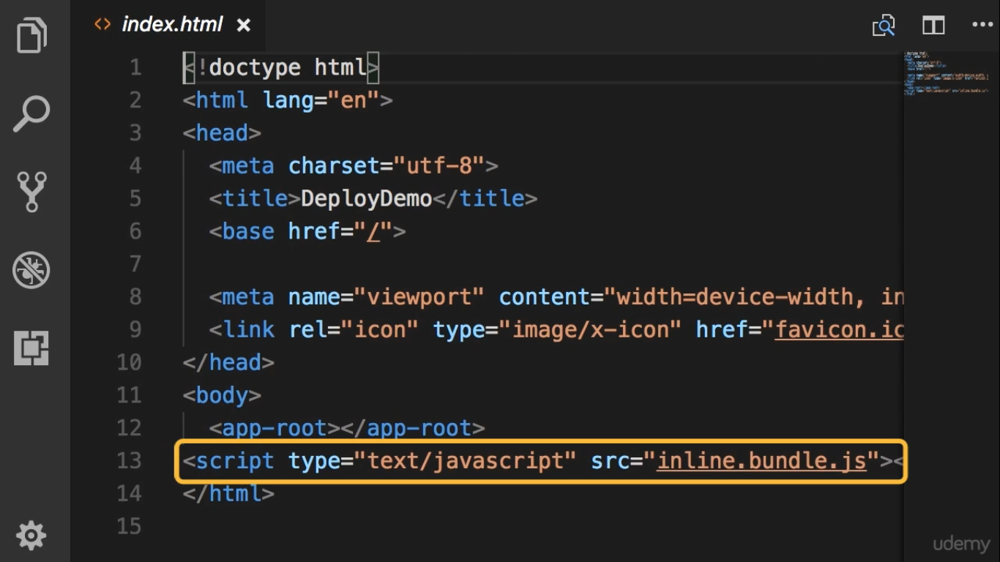 index.html
1 <!doctype html>
2 <html lang="en">
3 <head>
4 <meta charset="utf-8">
5 <title>DeployDemo</title>
6 <base href="/">
7
8 <meta name="viewport" content="width=device-width, in
9 <link rel="icon" type="image/x-icon" href="favicon.ic
10 </head>
11 <body>
12 <app-root></app-root>
13 <script type="text/javascript" src="inline.bundle.js"><
14 </html>
15
udemy